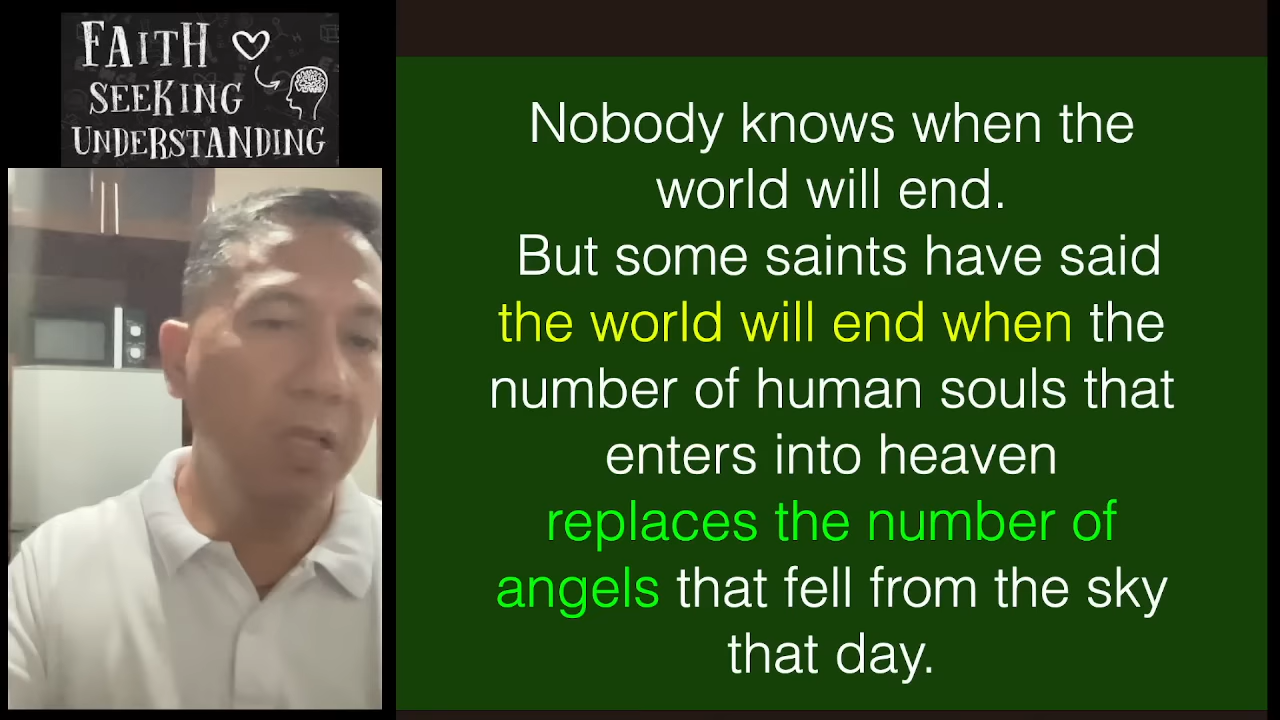 FAITH
SEEKING
UNDERSTANDING
Nobody knows when the
world will end.
But some saints have said
the world will end when the
number of human souls that
enters into heaven
replaces the number of
angels that fell from the sky
that day.